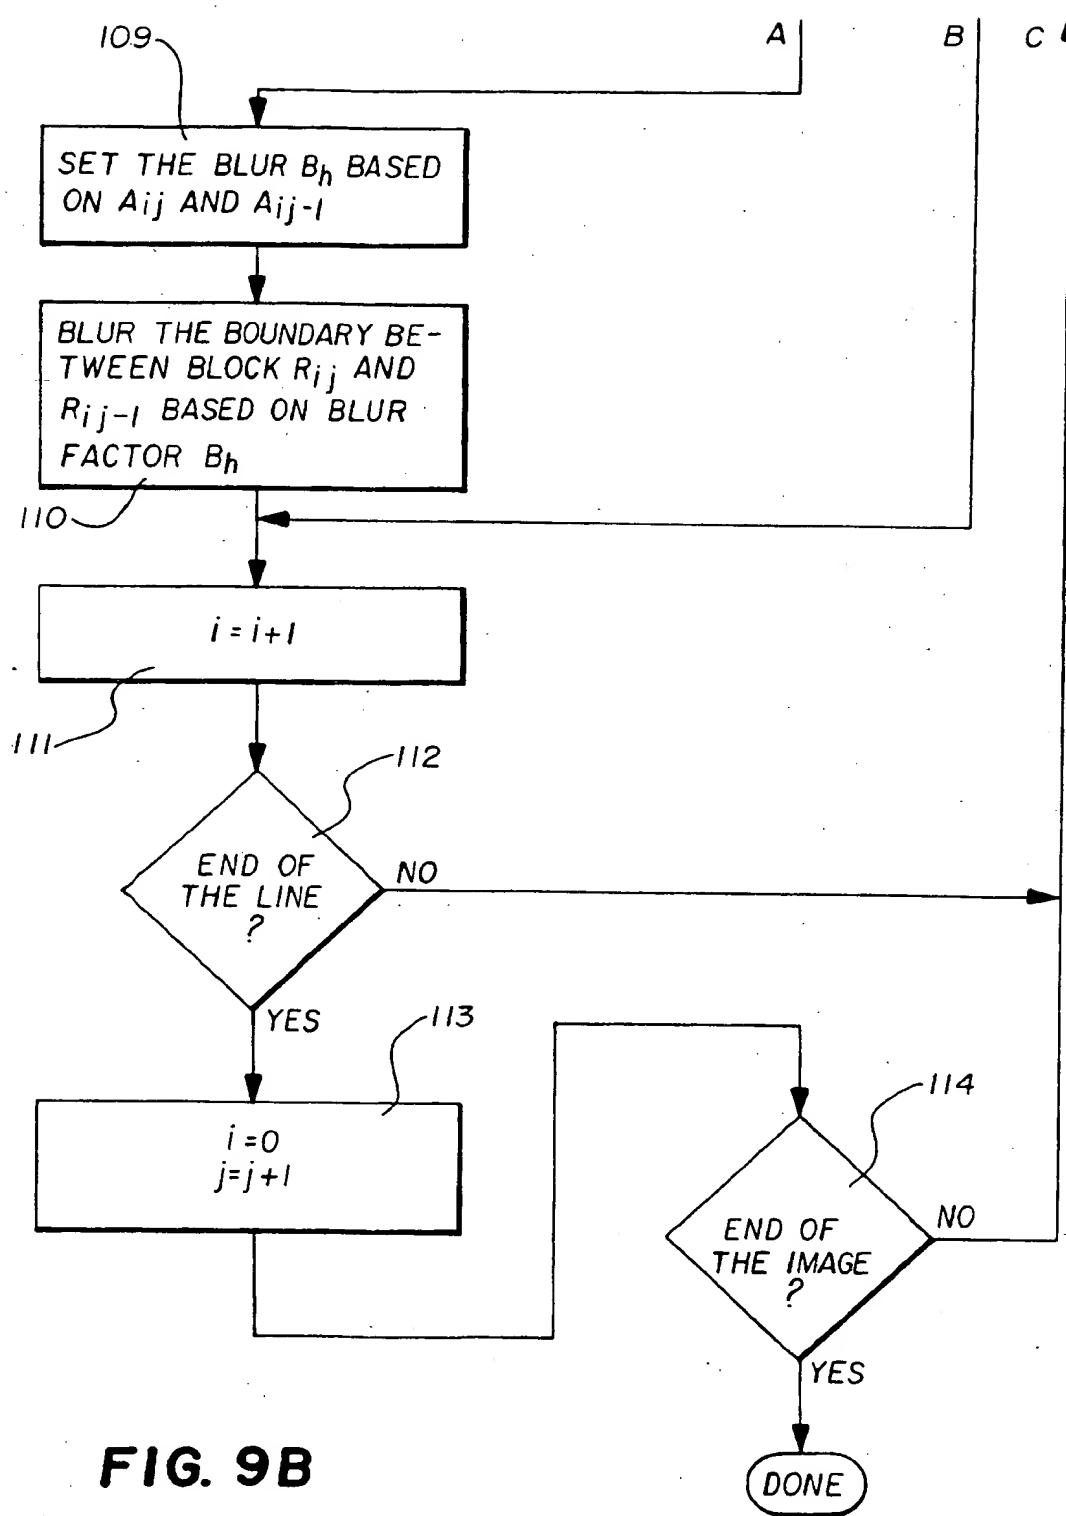 109
A
B
C
SET THE BLUR Bh BASED
ON Aij AND Aij-1
BLUR THE BOUNDARY BE-
TWEEN BLOCK Rij AND
Rij-1 BASED ON BLUR
FACTOR Bh
110
i = i+1
111
112
END OF
THE LINE
?
NO
YES
113
i=0
j=j+1
114
END OF
THE IMAGE
?
NO
YES
DONE
FIG. 9B